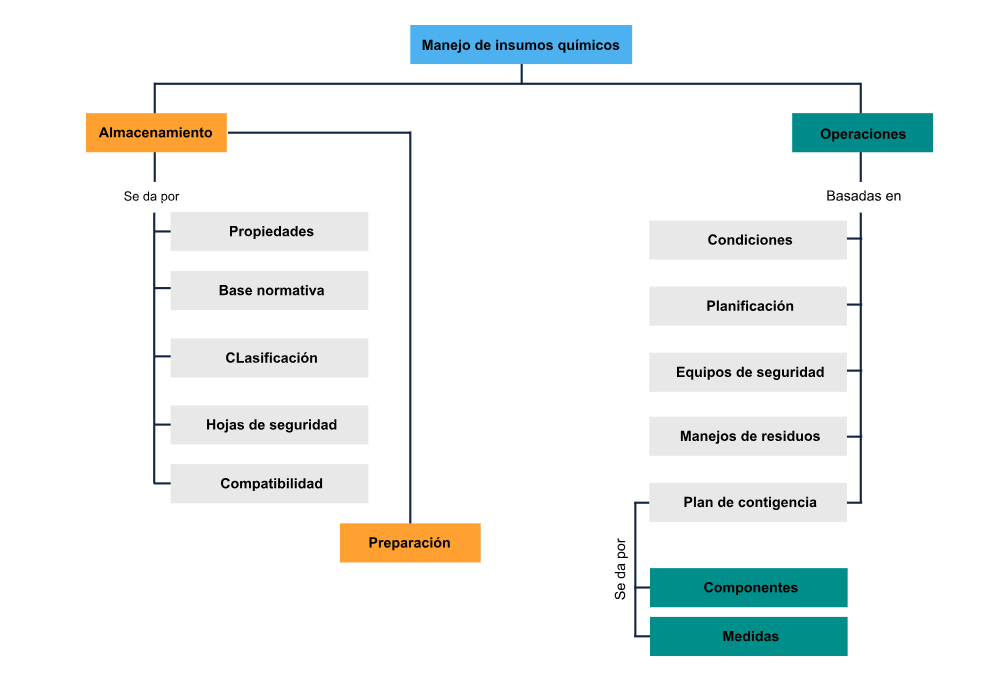 Manejo de insumos químicos
Almacenamiento
Se da por
Propiedades
Base normativa
CLasificación
Hojas de seguridad
Compatibilidad
Preparación
Operaciones
Basadas en
Condiciones
Planificación
Equipos de seguridad
Manejos de residuos
Plan de contigencia
Se da por
Componentes
Medidas